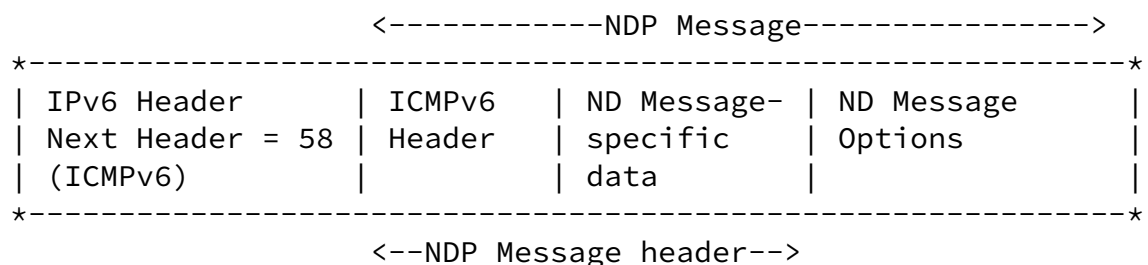 <------------NDP Message---------------->
*-------------------------------------------------------------*
| IPv6 Header      | ICMPv6   | ND Message- | ND Message      |
| Next Header = 58 | Header   | specific    | Options         |
| (ICMPv6)         |          | data        |                 |
*-------------------------------------------------------------*
<--NDP Message header-->